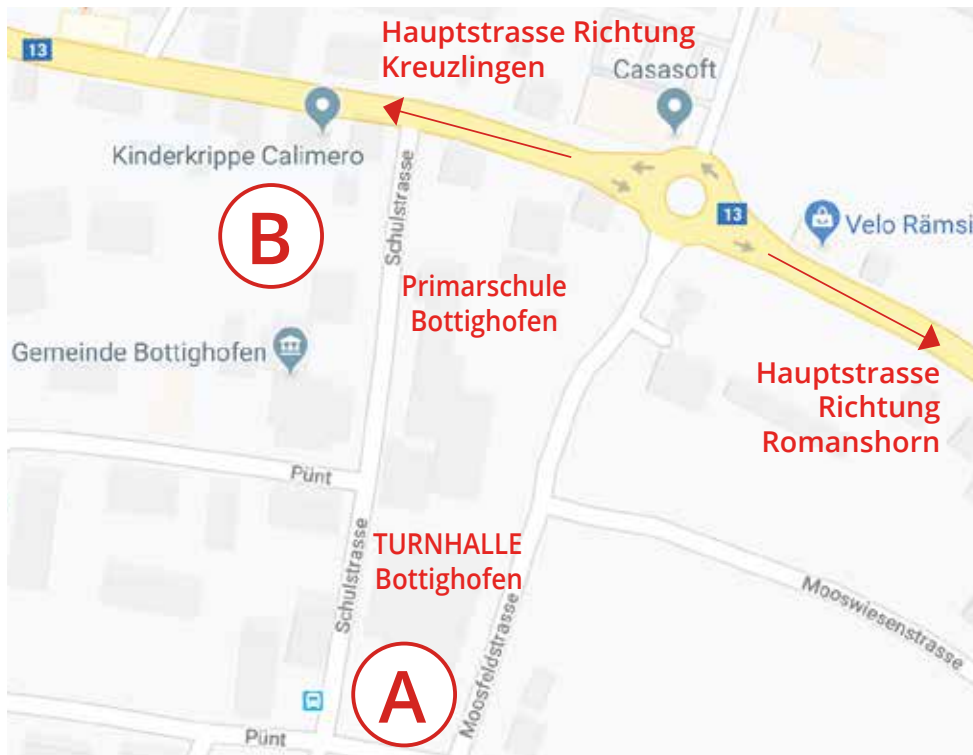 Hauptstrasse Richtung
Kreuzlingen
13
Casasoft
Kinderkrippe Calimero
Schulstrasse
B
13
Velo Rämsi
Primarschule
Bottighofen
Gemeinde Bottighofen
Hauptstrasse
Richtung
Romanshorn
Pünt
Schulstrasse
TURNHALLE
Bottighofen
Mooswiesenstrasse
Moosfeldstrasse
A
Pünt